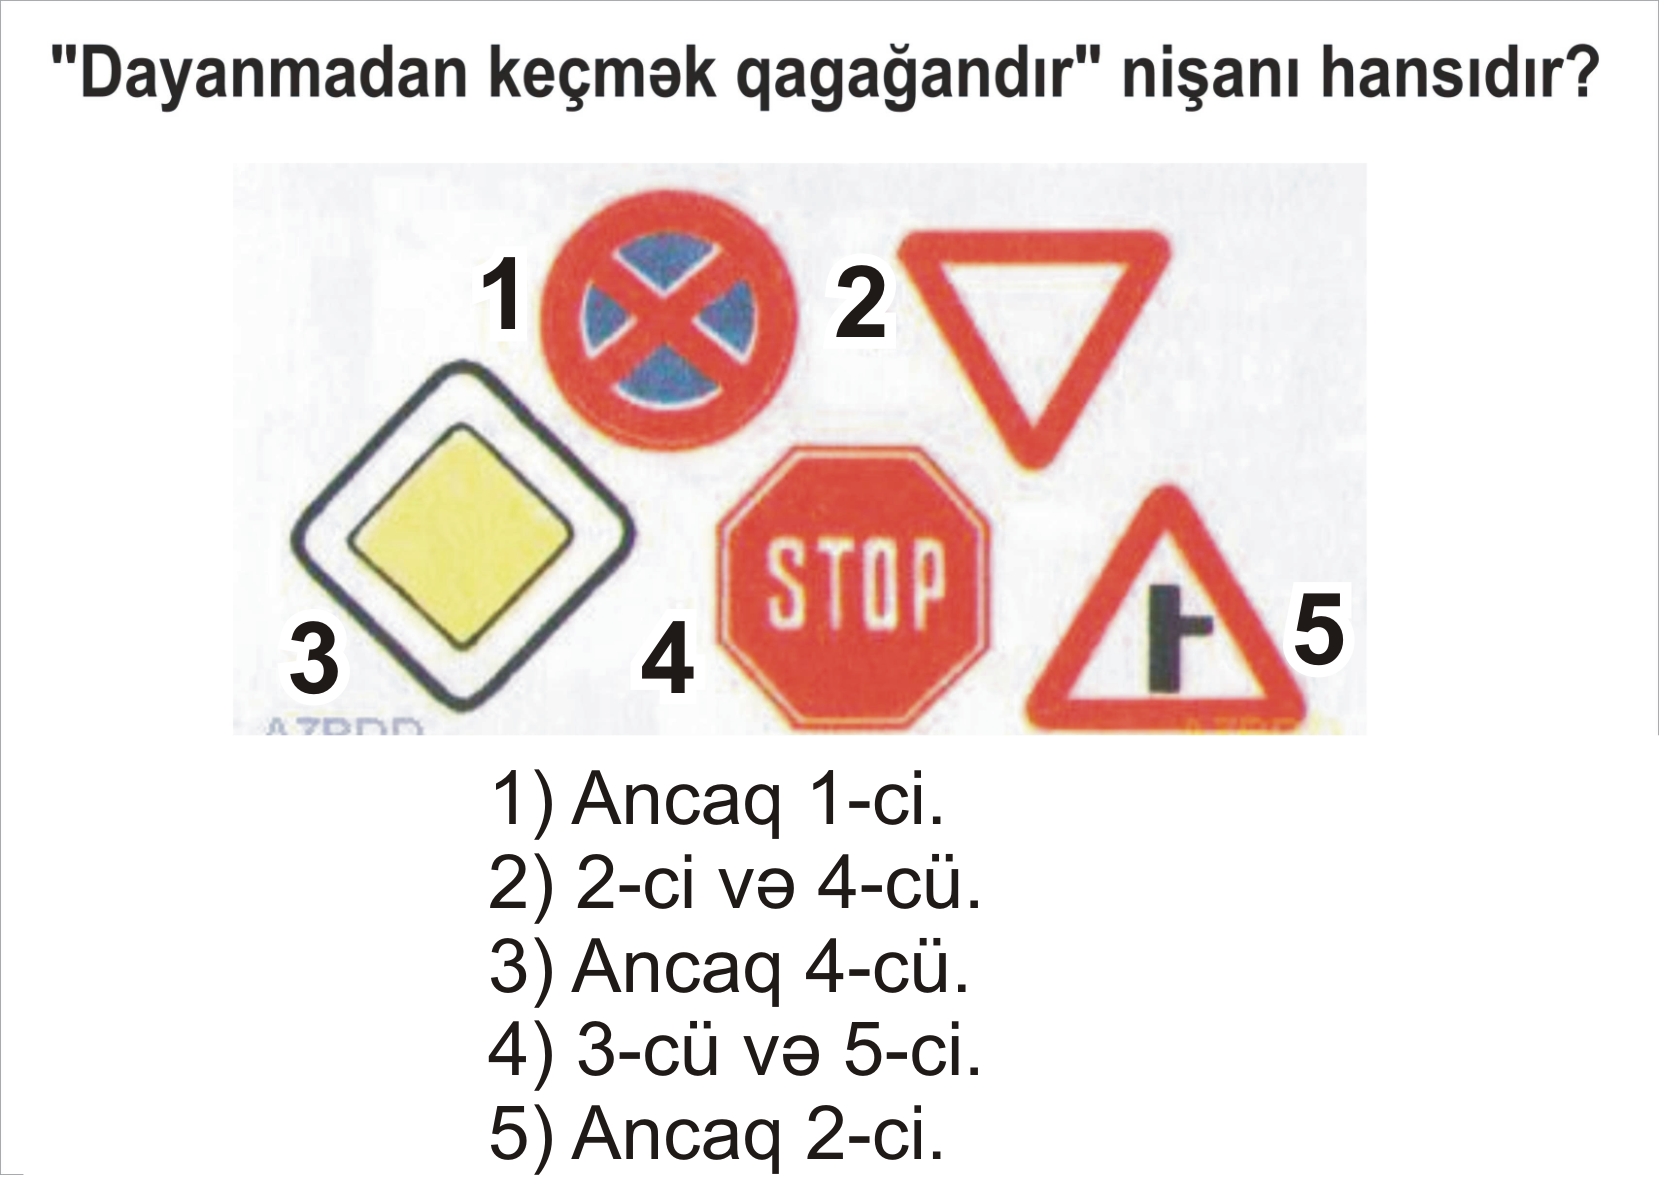 "Dayanmadan keçmək qagağandır" nişanı hansıdır?
1
2
3
4
STOP
5
AZRDD
1) Ancaq 1-ci.
2) 2-ci və 4-cü.
3) Ancaq 4-cü.
4) 3-cü və 5-ci.
5) Ancaq 2-ci.